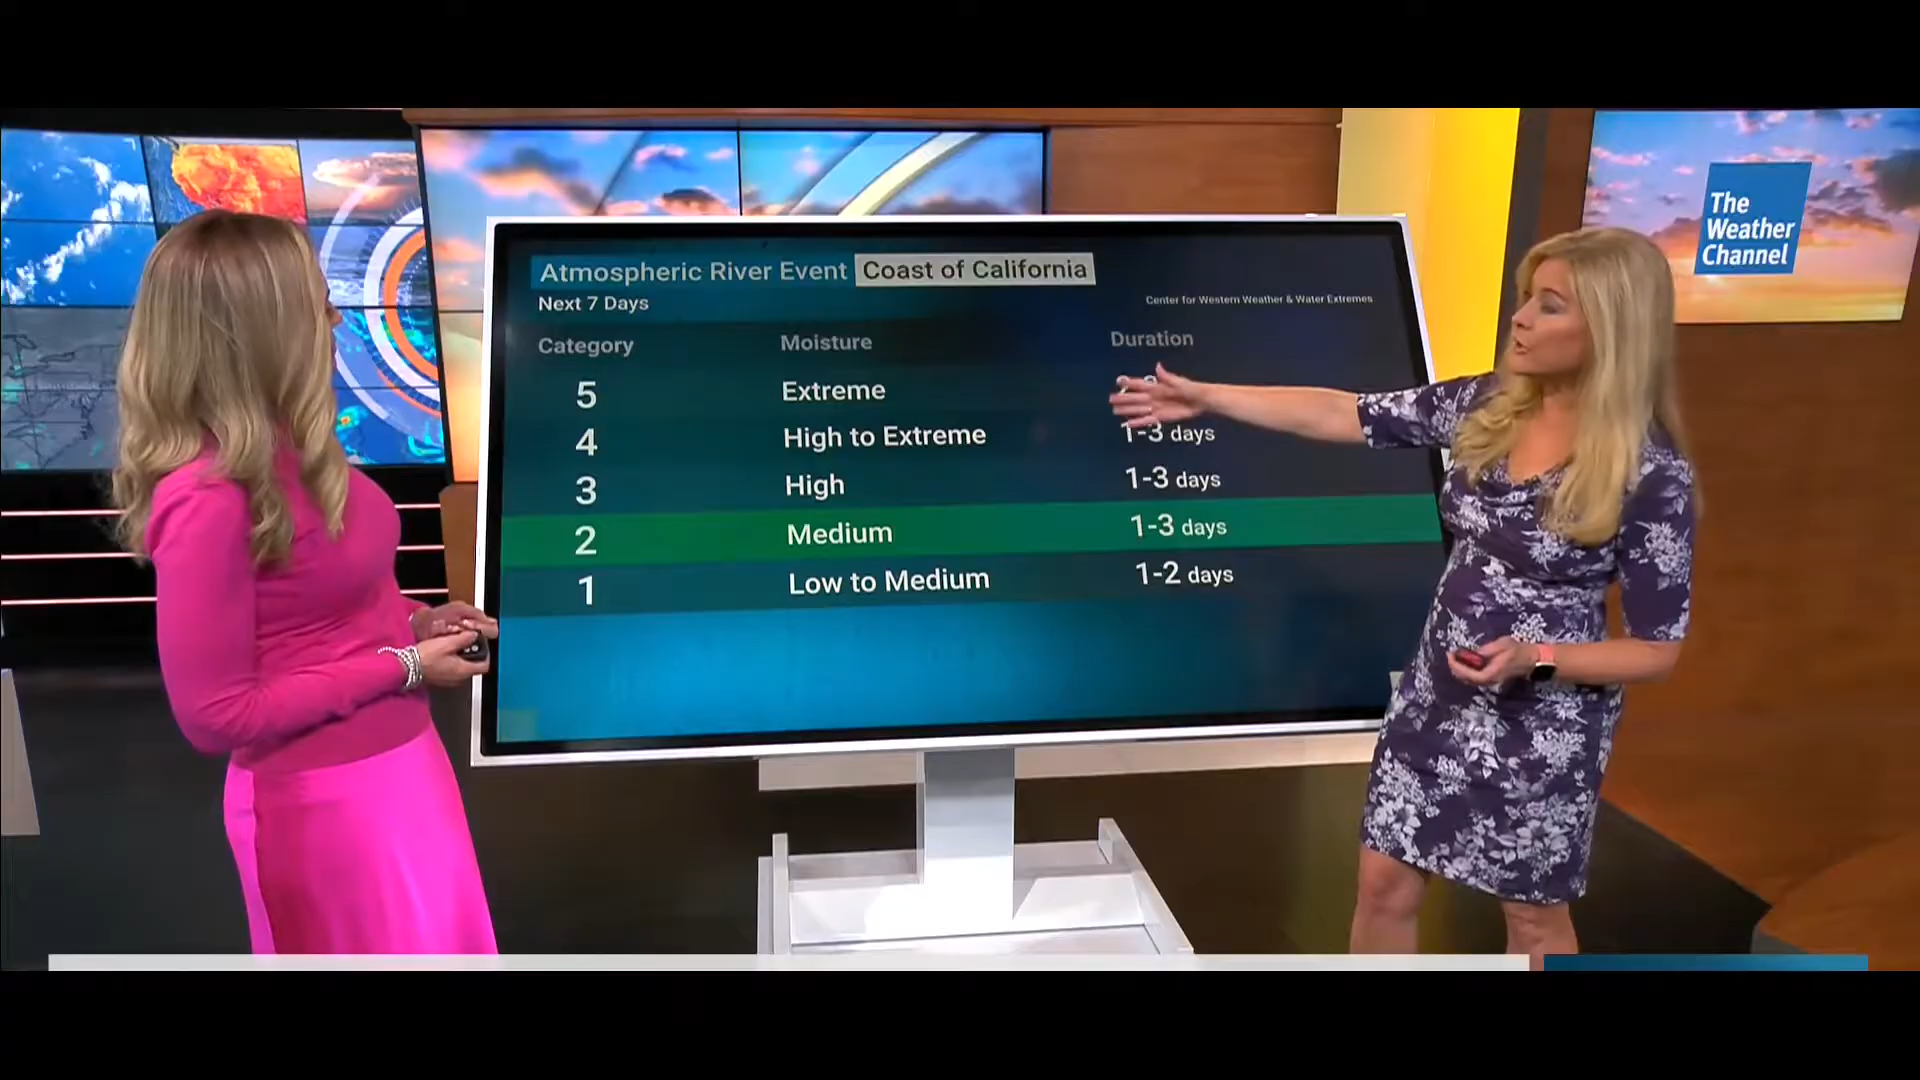 The
Weather
Channel
Atmospheric River Event Coast of California
Next 7 Days
Center for Western Weather & Water Extremes
Category Moisture Duration
5 Extreme
4 High to Extreme 1-3 days
3 High 1-3 days
2 Medium 1-3 days
1 Low to Medium 1-2 days